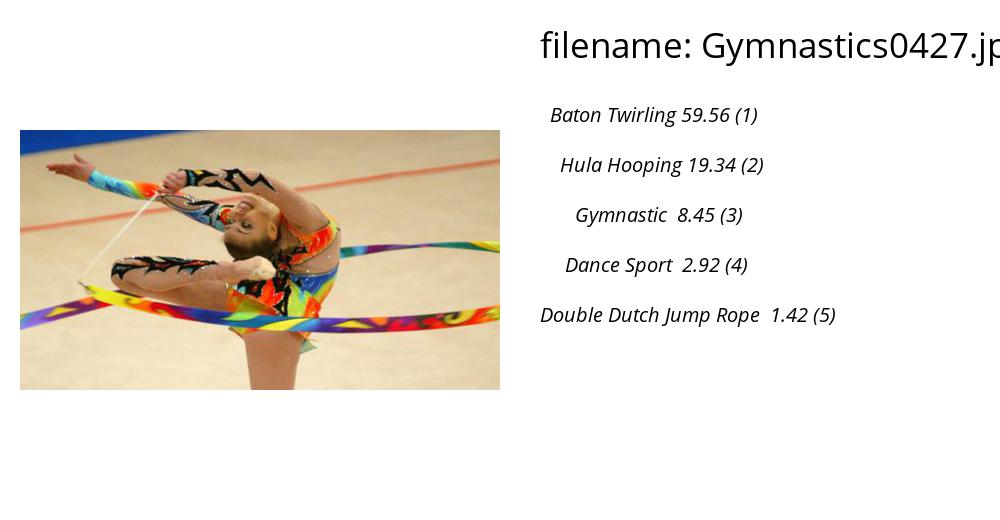 filename: Gymnastics0427.jp
Baton Twirling 59.56 (1)
Hula Hooping 19.34 (2)
Gymnastic 8.45 (3)
Dance Sport 2.92 (4)
Double Dutch Jump Rope 1.42 (5)